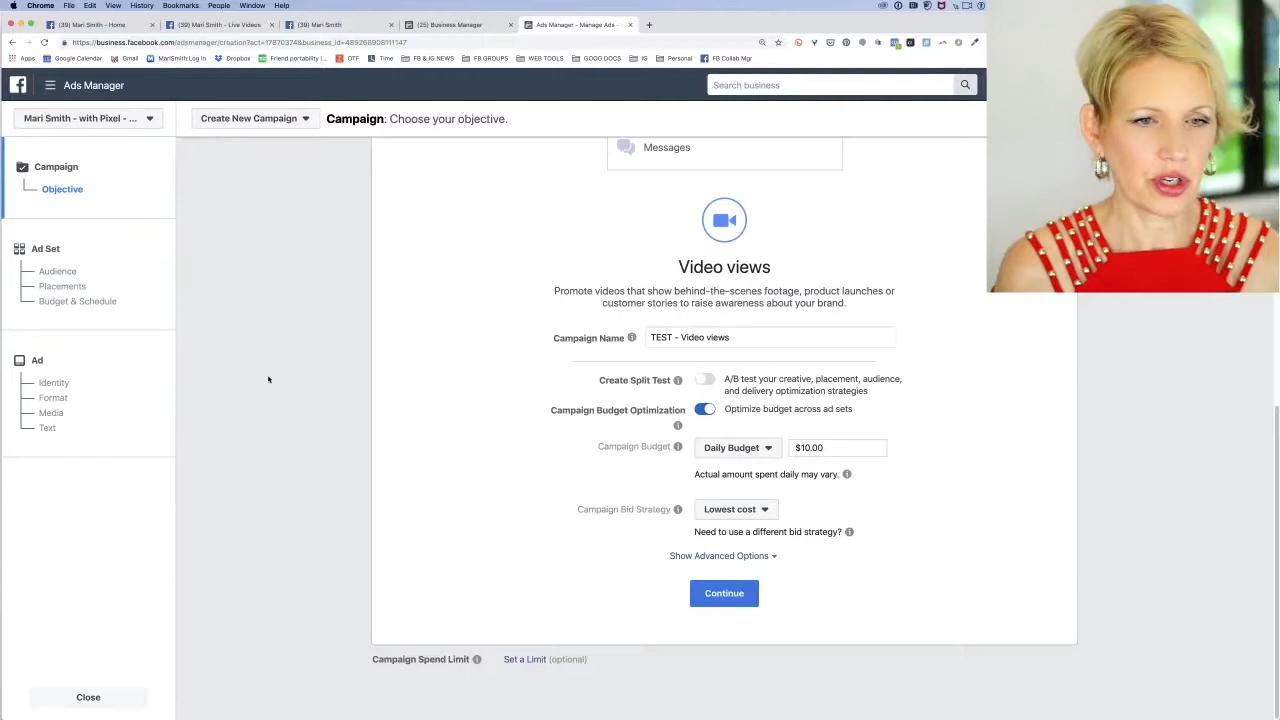 Chrome File Edit View History Bookmarks People Window Help
(39) Mari Smith - Home
(39) Mari Smith - Live Videos
(39) Mari Smith
(25) Business Manager
Ads Manager - Manage Ads -
https://business.facebook.com/adsmanager/creation?act=17870374&business_id=489268908111147
Apps Google Calendar Gmail MariSmith:Log In Dropbox Friend portability i... OTF Time FB & IG NEWS FB GROUPS WEB TOOLS GOOG DOCS IG Personal FB Collab Mgr
Ads Manager
Search business
Mari Smith - with Pixel - ...
Create New Campaign
Campaign: Choose your objective.
Campaign
Objective
Ad Set
Audience
Placements
Budget & Schedule
Ad
Identity
Format
Media
Text
Close
Messages
Video views
Promote videos that show behind-the-scenes footage, product launches or
customer stories to raise awareness about your brand.
Campaign Name TEST - Video views
Create Split Test A/B test your creative, placement, audience,
and delivery optimization strategies
Campaign Budget Optimization Optimize budget across ad sets
Campaign Budget Daily Budget $10.00
Actual amount spent daily may vary.
Campaign Bid Strategy Lowest cost
Need to use a different bid strategy?
Show Advanced Options
Continue
Campaign Spend Limit Set a Limit (optional)